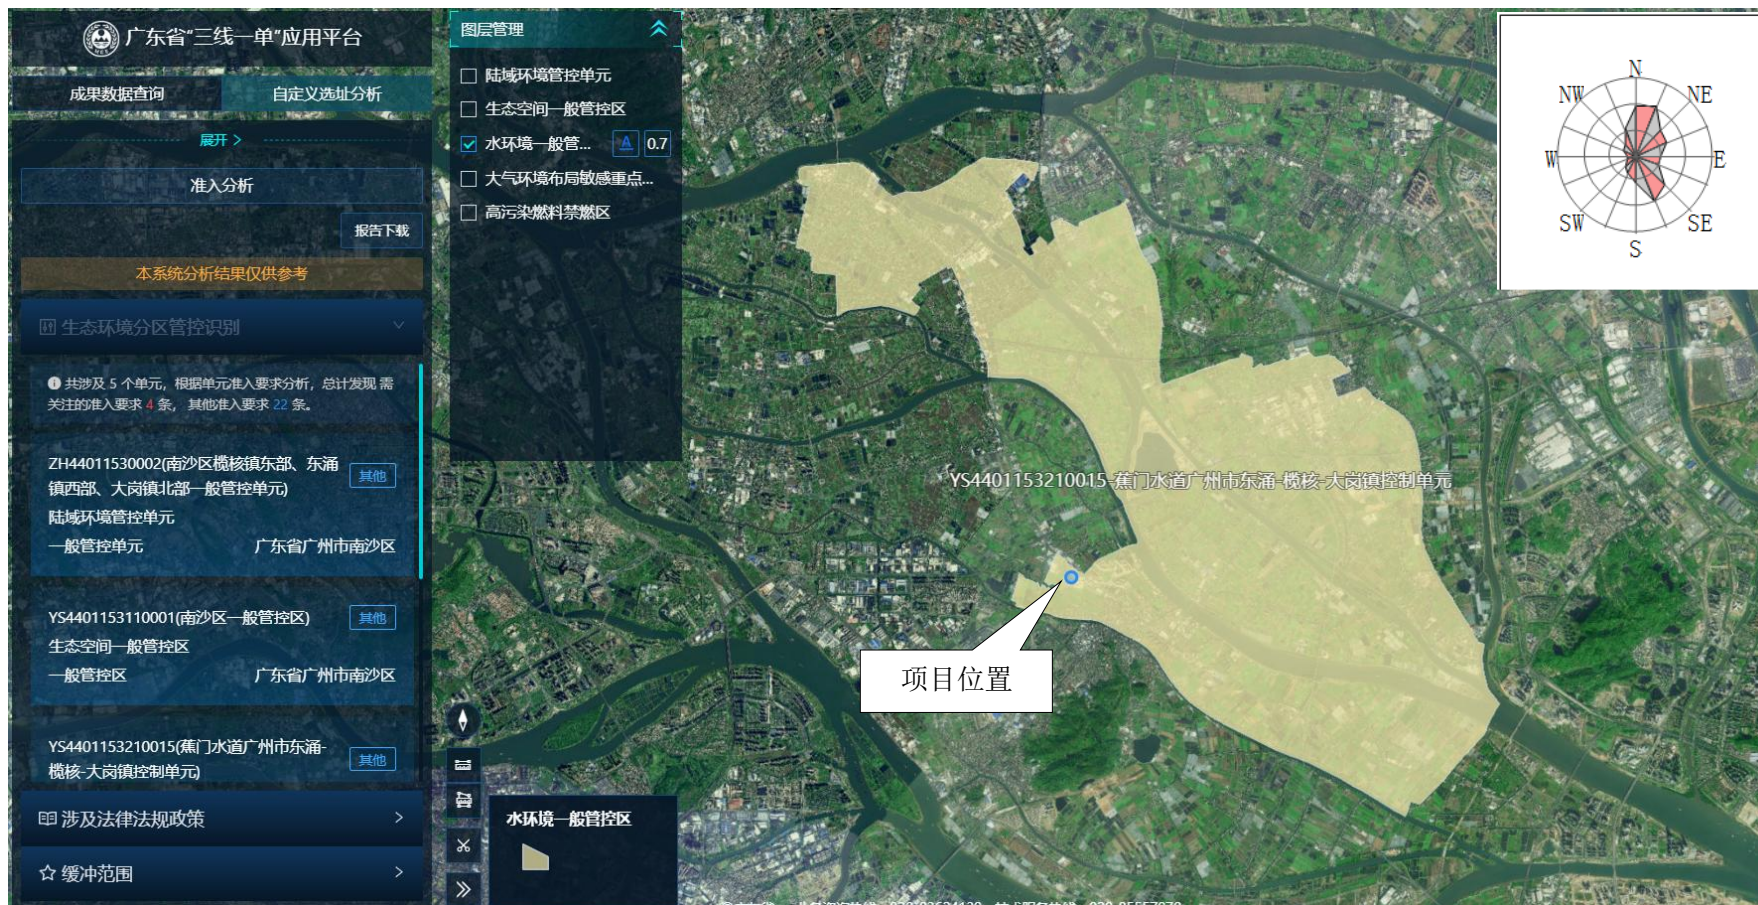 广东省“三线一单”应用平台
成果数据查询
自定义选址分析
展开 >
准入分析
报告下载
本系统分析结果仅供参考
生态环境分区管控识别
共涉及 5 个单元，根据单元准入要求分析，总计发现 需
关注的准入要求 4 条， 其他准入要求 22 条。
ZH44011530002(南沙区榄核镇东部、东涌
镇西部、大岗镇北部一般管控单元)
其他
陆域环境管控单元
一般管控单元
广东省广州市南沙区
YS4401153110001(南沙区一般管控区)
其他
生态空间一般管控区
一般管控区
广东省广州市南沙区
YS4401153210015(蕉门水道广州市东涌-
榄核-大岗镇控制单元)
其他
涉及法律法规政策
缓冲范围
图层管理
陆域环境管控单元
生态空间一般管控区
水环境一般管...
A
0.7
大气环境布局敏感重点...
高污染燃料禁燃区
水环境一般管控区
YS4401153210015-蕉门水道广州市东涌-榄核-大岗镇控制单元
项目位置
N
NE
E
SE
S
SW
W
NW